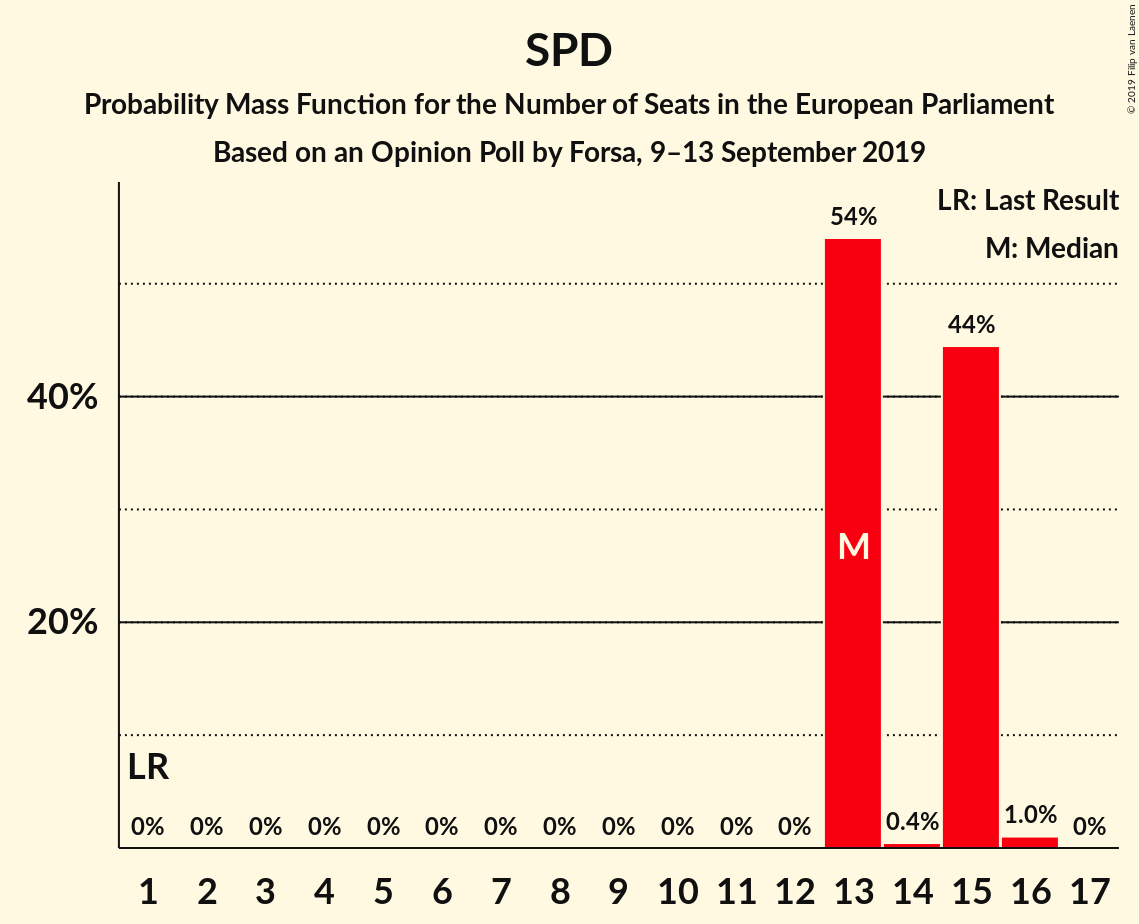 SPD
Probability Mass Function for the Number of Seats in the European Parliament
Based on an Opinion Poll by Forsa, 9–13 September 2019
© 2019 Filip van Laenen
LR: Last Result
M: Median
54%
44%
40%
M
20%
LR
0% 0% 0% 0% 0% 0% 0% 0% 0% 0% 0% 0% 0.4% 1.0% 0%
1 2 3 4 5 6 7 8 9 10 11 12 13 14 15 16 17